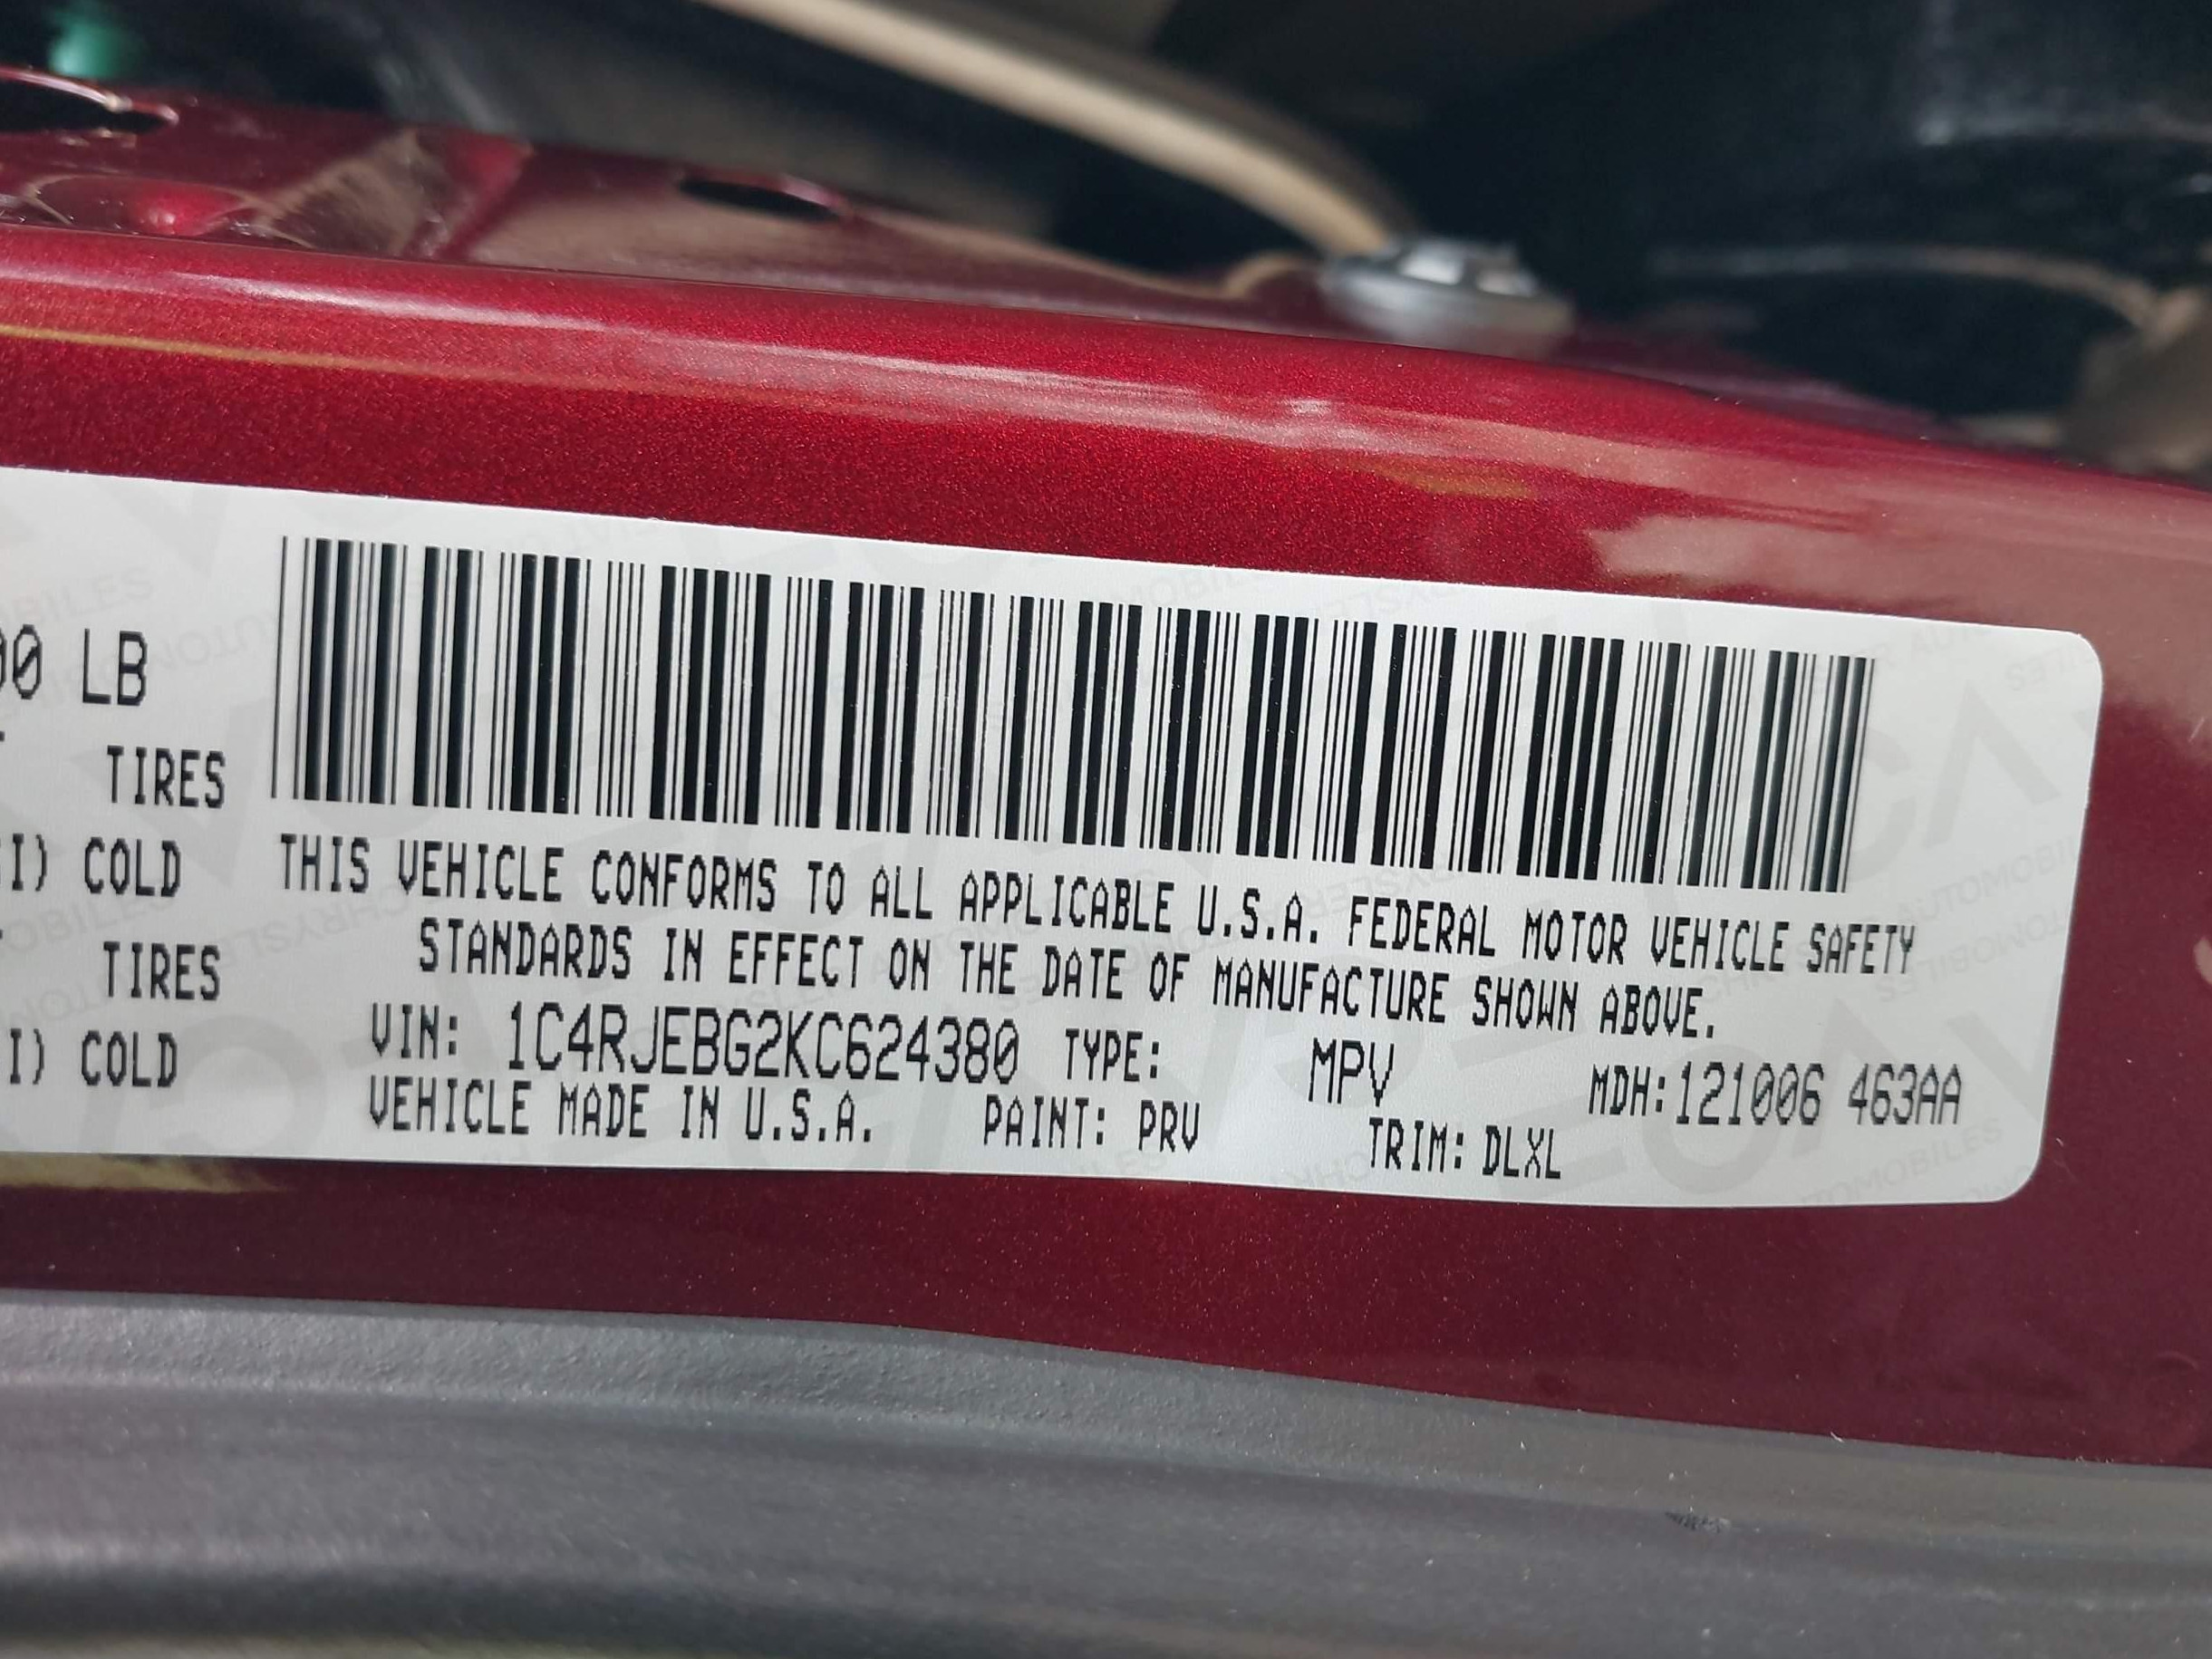 00 LB
TIRES
I) COLD
TIRES
I) COLD
THIS VEHICLE CONFORMS TO ALL APPLICABLE U.S.A. FEDERAL MOTOR VEHICLE SAFETY
STANDARDS IN EFFECT ON THE DATE OF MANUFACTURE SHOWN ABOVE.
VIN: 1C4RJEBG2KC624380 TYPE: MPV MDH:121006 463AA
VEHICLE MADE IN U.S.A. PAINT: PRV TRIM: DLXL